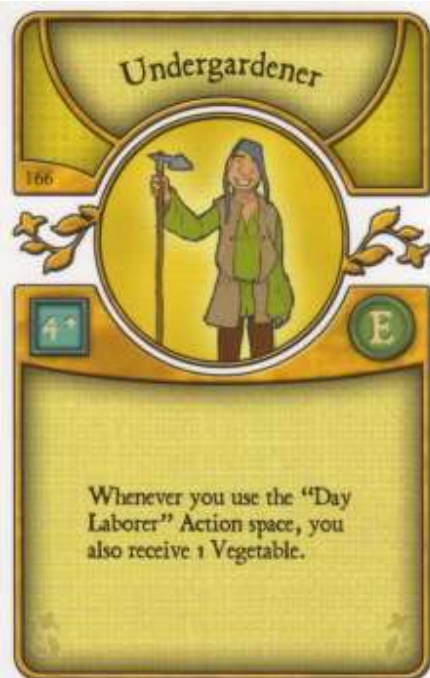 Undergardener
166
4+
E
Whenever you use the “Day
Laborer” Action space, you
also receive 1 Vegetable.